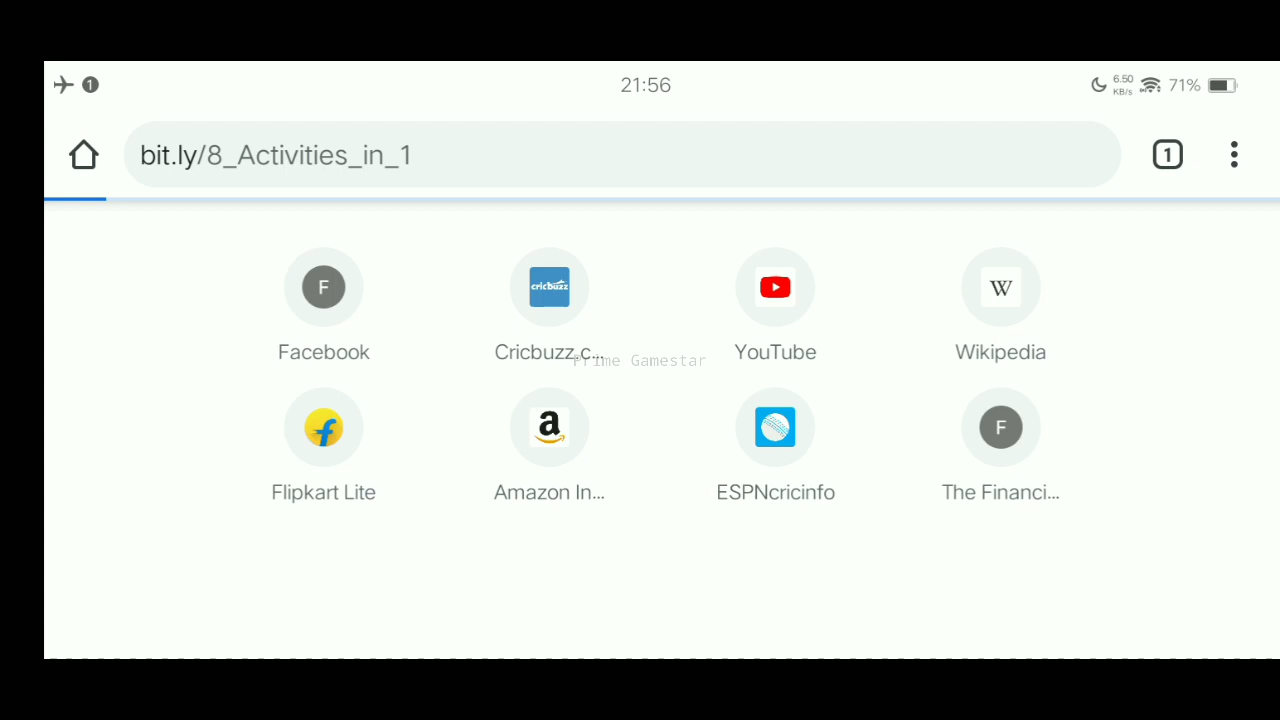 1 21:56 6.50 KB/s 71%
bit.ly/8_Activities_in_1 1
F cricbuzz W
Facebook Cricbuzz.c... YouTube Wikipedia
Prime Gamestar
f a F
Flipkart Lite Amazon In... ESPNcricinfo The Financi...